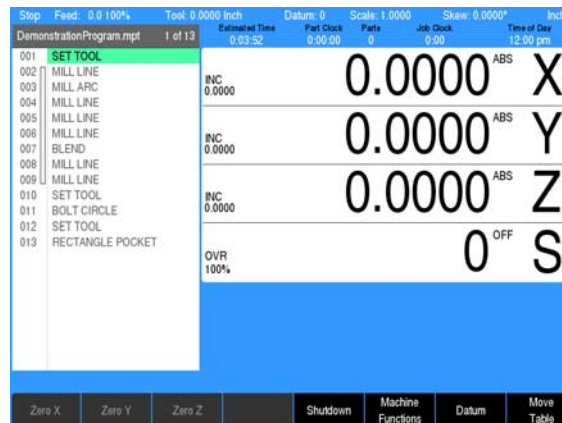 Stop Feed: 0.0 100% Tool: 0.0000 Inch Datum: 0 Scale: 1.0000 Skew: 0.0000° Inc
DemonstrationProgram.mpt 1 of 13
Estimated Time Part Clock Parts Job Clock Time of Day
0:03:52 0:00:00 0 0:00 12:00 pm
001 SET TOOL
002 MILL LINE
003 MILL ARC
004 MILL LINE
005 MILL LINE
006 MILL LINE
007 BLEND
008 MILL LINE
009 MILL LINE
010 SET TOOL
011 BOLT CIRCLE
012 SET TOOL
013 RECTANGLE POCKET
INC 0.0000 0.0000 ABS X
INC 0.0000 0.0000 ABS Y
INC 0.0000 0.0000 ABS Z
OVR 100% 0 OFF S
Zero X Zero Y Zero Z Shutdown Machine Functions Datum Move Table